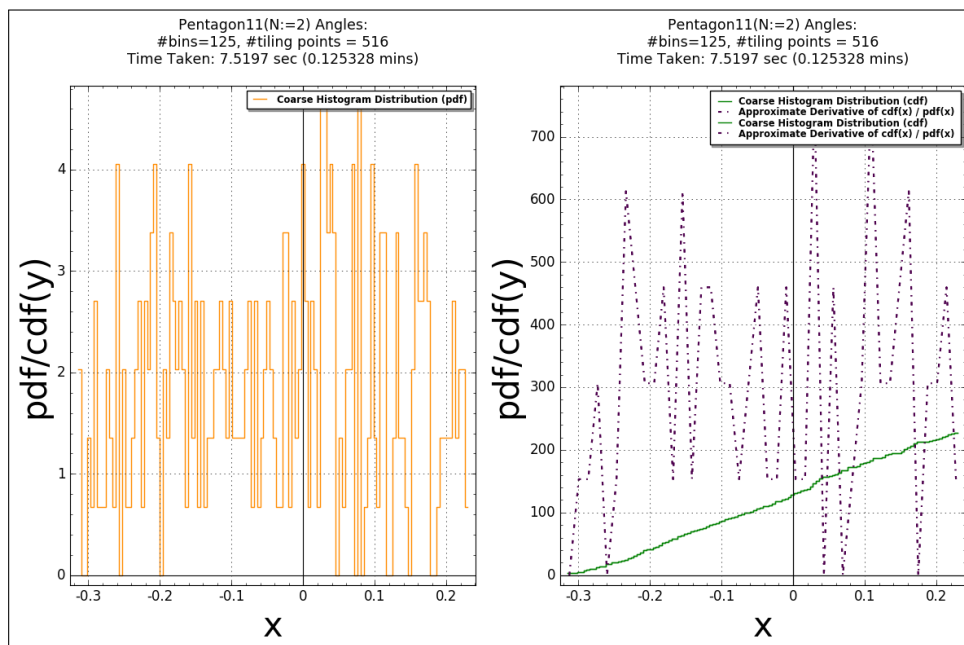 Pentagon11(N:=2) Angles:
#bins=125, #tiling points = 516
Time Taken: 7.5197 sec (0.125328 mins)
Coarse Histogram Distribution (pdf)
4
3
2
1
0
pdf/cdf(y)
-0.3
-0.2
-0.1
0
0.1
0.2
x
Pentagon11(N:=2) Angles:
#bins=125, #tiling points = 516
Time Taken: 7.5197 sec (0.125328 mins)
Coarse Histogram Distribution (cdf)
Approximate Derivative of cdf(x) / pdf(x)
Coarse Histogram Distribution (cdf)
Approximate Derivative of cdf(x) / pdf(x)
700
600
500
400
300
200
100
0
pdf/cdf(y)
-0.3
-0.2
-0.1
0
0.1
0.2
x